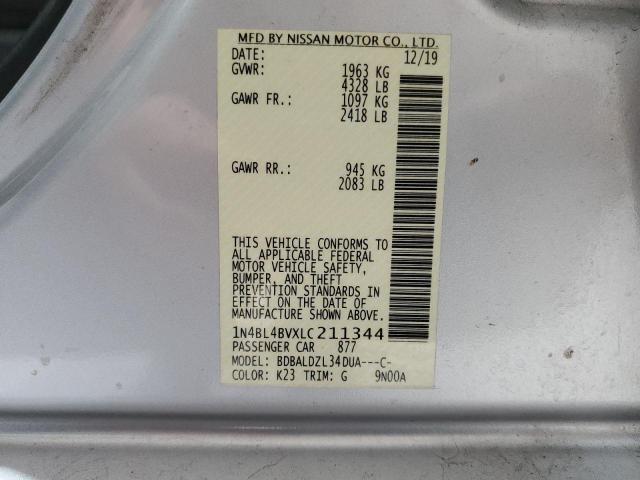 MFD BY NISSAN MOTOR CO., LTD.
DATE: 12/19
GVWR: 1963 KG
4328 LB
GAWR FR.: 1097 KG
2418 LB
GAWR RR.: 945 KG
2083 LB
THIS VEHICLE CONFORMS TO
ALL APPLICABLE FEDERAL
MOTOR VEHICLE SAFETY,
BUMPER, AND THEFT
PREVENTION STANDARDS IN
EFFECT ON THE DATE OF
MANUFACTURE SHOWN ABOVE.
1N4BL4BVXLC211344
PASSENGER CAR 877
MODEL: BDBALDZL34DUA---C-
COLOR: K23 TRIM: G 9N00A